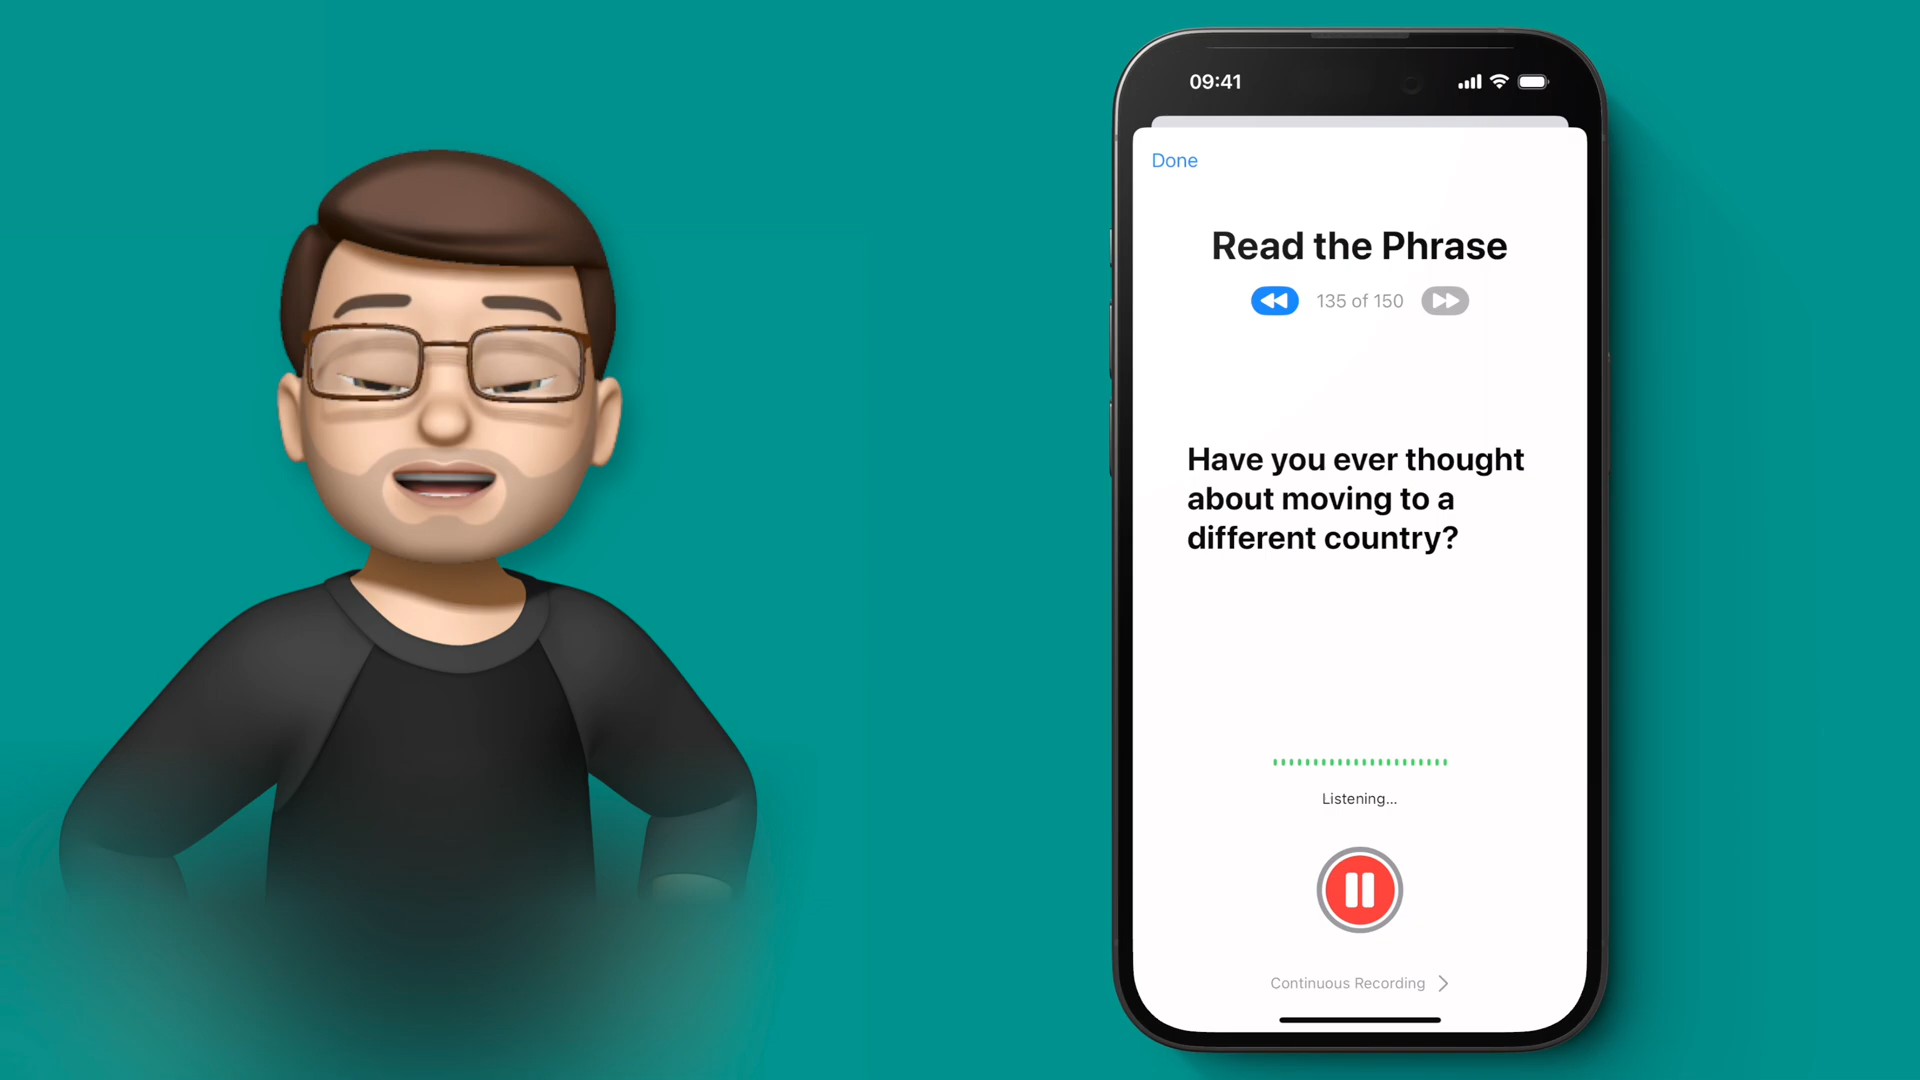 09:41
Done
Read the Phrase
135 of 150
Have you ever thought
about moving to a
different country?
Listening...
Continuous Recording